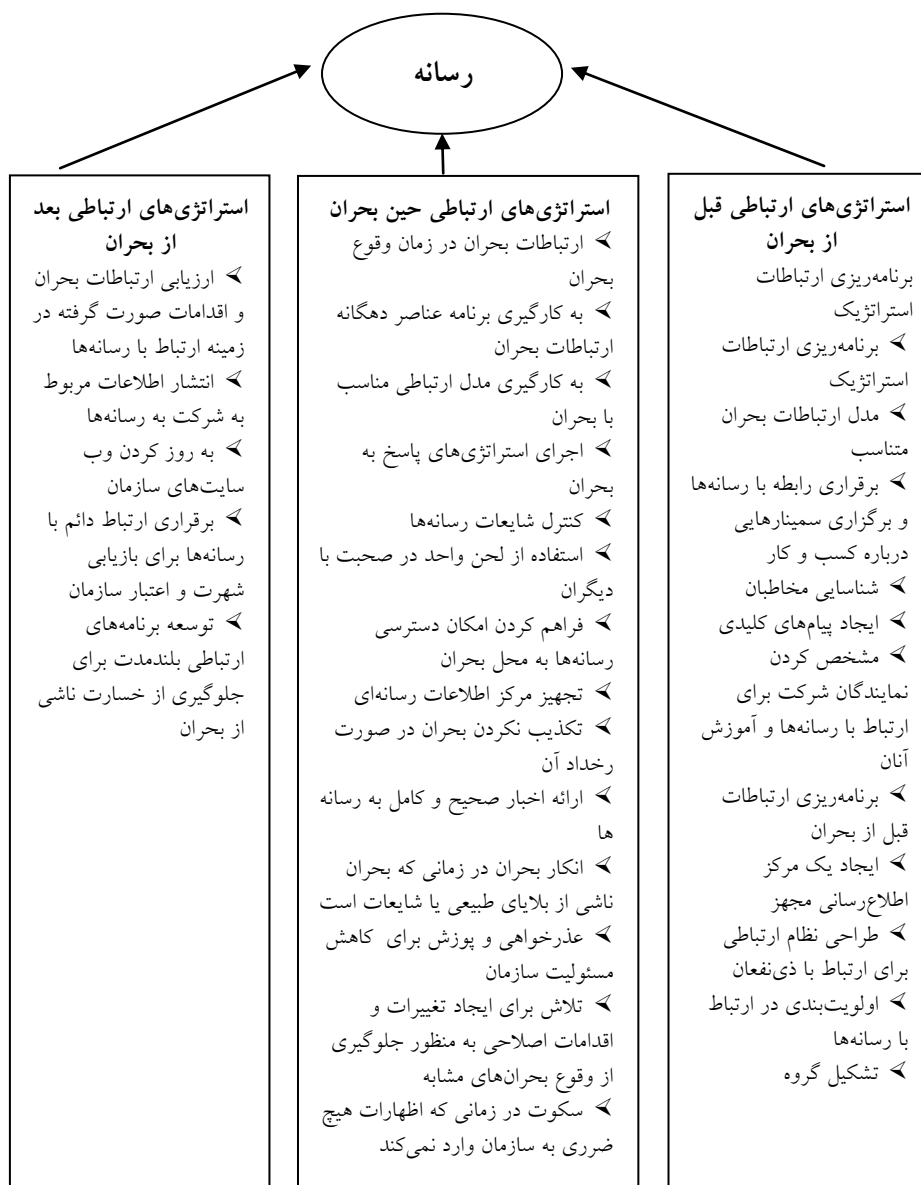 رسانه
استراتژی‌های ارتباطی قبل
از بحران
برنامه‌ریزی ارتباطات
استراتژیک
➢ برنامه‌ریزی ارتباطات
استراتژیک
➢ مدل ارتباطات بحران
متناسب
➢ برقراری رابطه با رسانه‌ها
و برگزاری سمینارهایی
درباره کسب و کار
➢ شناسایی مخاطبان
➢ ایجاد پیام‌های کلیدی
➢ مشخص کردن
نمایندگان شرکت برای
ارتباط با رسانه‌ها و آموزش
آنان
➢ برنامه‌ریزی ارتباطات
قبل از بحران
➢ ایجاد یک مرکز
اطلاع‌رسانی مجهز
➢ طراحی نظام ارتباطی
برای ارتباط با ذی‌نفعان
➢ اولویت‌بندی در ارتباط
با رسانه‌ها
➢ تشکیل گروه
استراتژی‌های ارتباطی حین بحران
➢ ارتباطات بحران در زمان وقوع
بحران
➢ به کارگیری برنامه عناصر دهگانه
ارتباطات بحران
➢ به کارگیری مدل ارتباطی مناسب
با بحران
➢ اجرای استراتژی‌های پاسخ به
بحران
➢ کنترل شایعات رسانه‌ها
➢ استفاده از لحن واحد در صحبت با
دیگران
➢ فراهم کردن امکان دسترسی
رسانه‌ها به محل بحران
➢ تجهیز مرکز اطلاعات رسانه‌ای
➢ تکذیب نکردن بحران در صورت
رخداد آن
➢ ارائه اخبار صحیح و کامل به رسانه
ها
➢ انکار بحران در زمانی که بحران
ناشی از بلایای طبیعی یا شایعات است
➢ عذرخواهی و پوزش برای کاهش
مسئولیت سازمان
➢ تلاش برای ایجاد تغییرات و
اقدامات اصلاحی به منظور جلوگیری
از وقوع بحران‌های مشابه
➢ سکوت در زمانی که اظهارات هیچ
ضرری به سازمان وارد نمی‌کند
استراتژی‌های ارتباطی بعد
از بحران
➢ ارزیابی ارتباطات بحران
و اقدامات صورت گرفته در
زمینه ارتباط با رسانه‌ها
➢ انتشار اطلاعات مربوط
به شرکت به رسانه‌ها
➢ به روز کردن وب
سایت‌های سازمان
➢ برقراری ارتباط دائم با
رسانه‌ها برای بازیابی
شهرت و اعتبار سازمان
➢ توسعه برنامه‌های
ارتباطی بلندمدت برای
جلوگیری از خسارت ناشی
از بحران